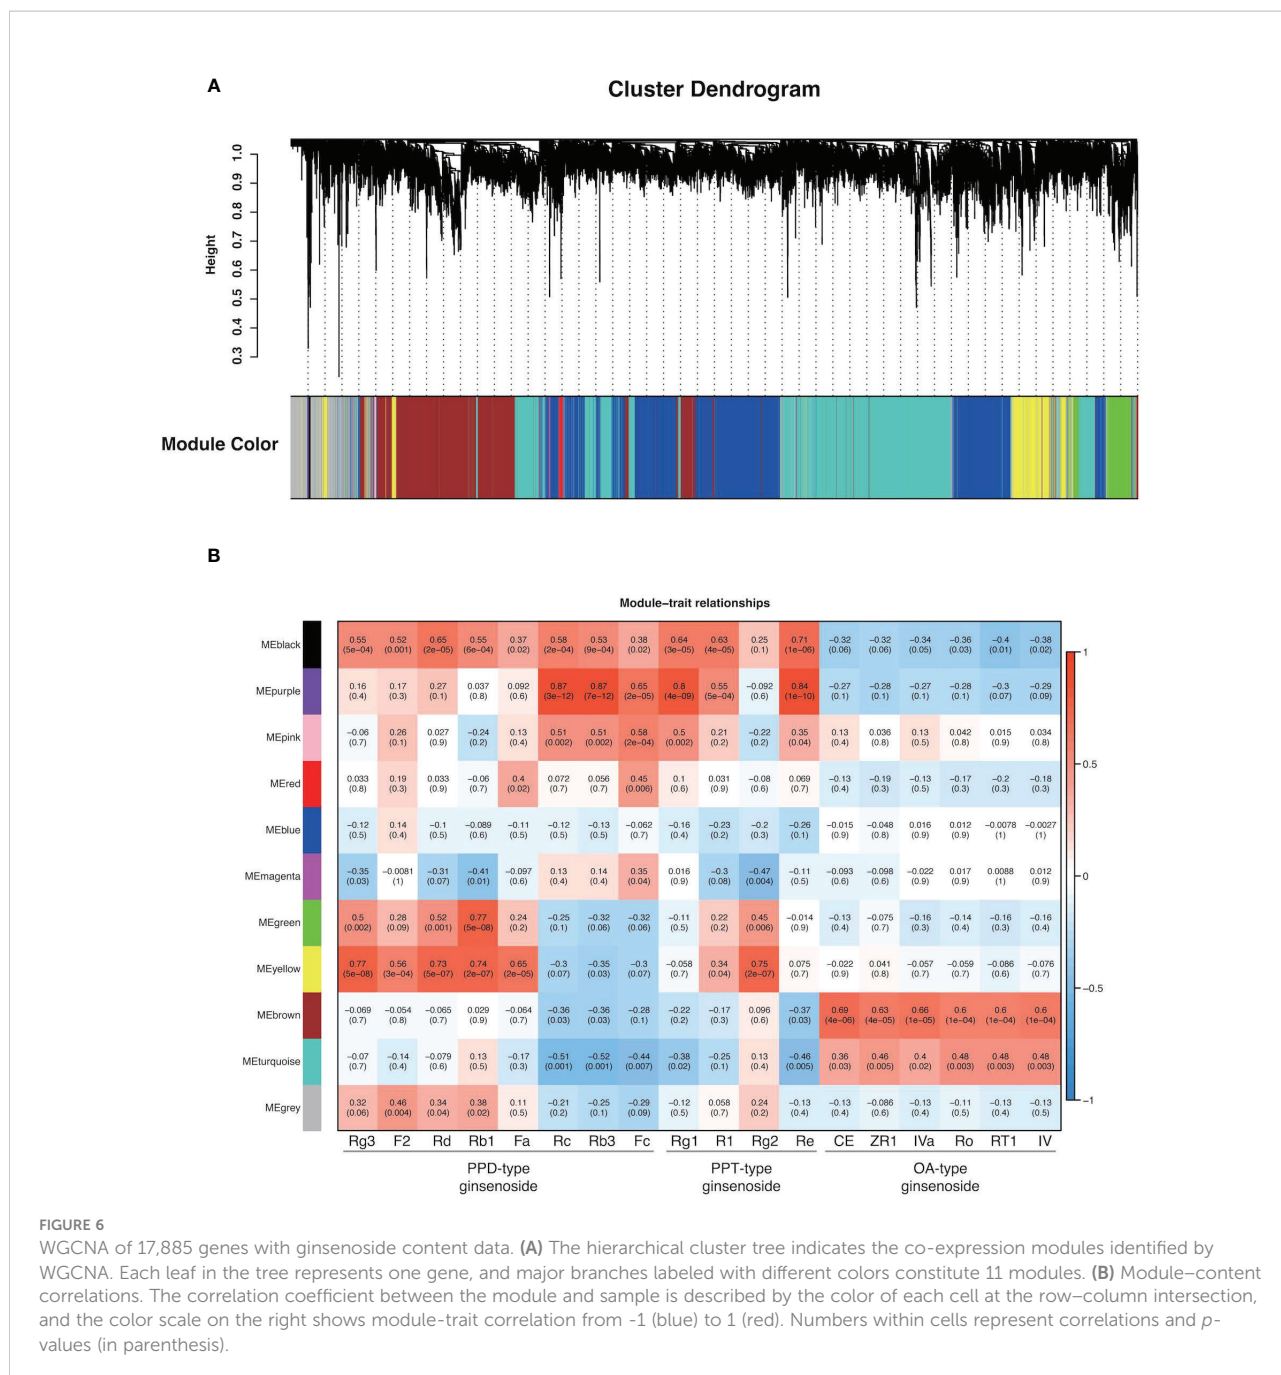 A
Cluster Dendrogram
Height
1.0
0.9
0.8
0.7
0.6
0.5
0.4
0.3
Module Color
B
Module–trait relationships
MEblack 0.55 0.52 0.65 0.55 0.37 0.58 0.53 0.38 0.64 0.63 0.25 0.71 −0.32 −0.32 −0.34 −0.36 −0.4 −0.38
(5e−04) (0.001) (2e−05) (6e−04) (0.02) (2e−04) (9e−04) (0.02) (3e−05) (4e−05) (0.1) (1e−06) (0.06) (0.06) (0.05) (0.03) (0.01) (0.02)
MEpurple 0.16 0.17 0.27 0.037 0.092 0.87 0.87 0.65 0.8 0.55 −0.092 0.84 −0.27 −0.28 −0.27 −0.28 −0.3 −0.29
(0.4) (0.3) (0.1) (0.8) (0.6) (3e−12) (7e−12) (2e−05) (4e−09) (5e−04) (0.6) (1e−10) (0.1) (0.1) (0.1) (0.1) (0.07) (0.09)
MEpink −0.06 0.26 0.027 −0.24 0.13 0.51 0.51 0.58 0.5 0.21 −0.22 0.35 0.13 0.036 0.13 0.042 0.015 0.034
(0.7) (0.1) (0.9) (0.2) (0.4) (0.002) (0.002) (2e−04) (0.002) (0.2) (0.2) (0.04) (0.4) (0.8) (0.5) (0.8) (0.9) (0.8)
MEred 0.033 0.19 0.033 −0.06 0.4 0.072 0.056 0.45 0.1 0.031 −0.08 0.069 −0.13 −0.19 −0.13 −0.17 −0.2 −0.18
(0.8) (0.3) (0.9) (0.7) (0.02) (0.7) (0.7) (0.006) (0.6) (0.9) (0.6) (0.7) (0.4) (0.3) (0.5) (0.3) (0.3) (0.3)
MEblue −0.12 0.14 −0.1 −0.089 −0.11 −0.12 −0.13 −0.062 −0.16 −0.23 −0.2 −0.26 −0.015 −0.048 0.016 0.012 −0.0078 −0.0027
(0.5) (0.4) (0.5) (0.6) (0.5) (0.5) (0.5) (0.7) (0.4) (0.2) (0.3) (0.1) (0.9) (0.8) (0.9) (0.9) (1) (1)
MEmagenta −0.35 −0.0081 −0.31 −0.41 −0.097 0.13 0.14 0.35 0.016 −0.3 −0.47 −0.11 −0.093 −0.098 −0.022 0.017 0.0088 0.012
(0.03) (1) (0.07) (0.01) (0.6) (0.4) (0.4) (0.04) (0.9) (0.08) (0.004) (0.5) (0.6) (0.6) (0.9) (0.9) (1) (0.9)
MEgreen 0.5 0.28 0.52 0.77 0.24 −0.25 −0.32 −0.32 −0.11 0.22 0.45 −0.014 −0.13 −0.075 −0.16 −0.14 −0.16 −0.16
(0.002) (0.09) (0.001) (5e−08) (0.2) (0.1) (0.06) (0.06) (0.5) (0.2) (0.006) (0.9) (0.4) (0.7) (0.3) (0.4) (0.3) (0.4)
MEyellow 0.77 0.56 0.73 0.74 0.65 −0.3 −0.35 −0.3 −0.058 0.34 0.75 0.075 −0.022 0.041 −0.057 −0.059 −0.086 −0.076
(5e−08) (3e−04) (5e−07) (2e−07) (2e−05) (0.07) (0.03) (0.07) (0.7) (0.04) (2e−07) (0.7) (0.9) (0.8) (0.7) (0.7) (0.6) (0.7)
MEbrown −0.069 −0.054 −0.065 0.029 −0.064 −0.36 −0.36 −0.28 −0.22 −0.17 0.096 −0.37 0.69 0.63 0.66 0.6 0.6 0.6
(0.7) (0.8) (0.7) (0.9) (0.7) (0.03) (0.03) (0.1) (0.2) (0.3) (0.6) (0.03) (4e−06) (4e−05) (1e−05) (1e−04) (1e−04) (1e−04)
MEturquoise −0.07 −0.14 −0.079 0.13 −0.17 −0.51 −0.52 −0.44 −0.38 −0.25 0.13 −0.46 0.36 0.46 0.4 0.48 0.48 0.48
(0.7) (0.4) (0.6) (0.5) (0.3) (0.001) (0.001) (0.007) (0.02) (0.1) (0.4) (0.005) (0.03) (0.005) (0.02) (0.003) (0.003) (0.003)
MEgrey 0.32 0.46 0.34 0.38 0.11 −0.21 −0.25 −0.29 −0.12 0.058 0.24 −0.13 −0.13 −0.086 −0.13 −0.11 −0.13 −0.13
(0.06) (0.004) (0.04) (0.02) (0.5) (0.2) (0.1) (0.09) (0.5) (0.7) (0.2) (0.4) (0.4) (0.6) (0.4) (0.5) (0.4) (0.5)
1
0.5
0
−0.5
−1
Rg3 F2 Rd Rb1 Fa Rc Rb3 Fc Rg1 R1 Rg2 Re CE ZR1 IVa Ro RT1 IV
PPD-type PPT-type OA-type
ginsenoside ginsenoside ginsenoside
FIGURE 6
WGCNA of 17,885 genes with ginsenoside content data. (A) The hierarchical cluster tree indicates the co-expression modules identified by
WGCNA. Each leaf in the tree represents one gene, and major branches labeled with different colors constitute 11 modules. (B) Module–content
correlations. The correlation coefficient between the module and sample is described by the color of each cell at the row–column intersection,
and the color scale on the right shows module-trait correlation from -1 (blue) to 1 (red). Numbers within cells represent correlations and p-
values (in parenthesis).